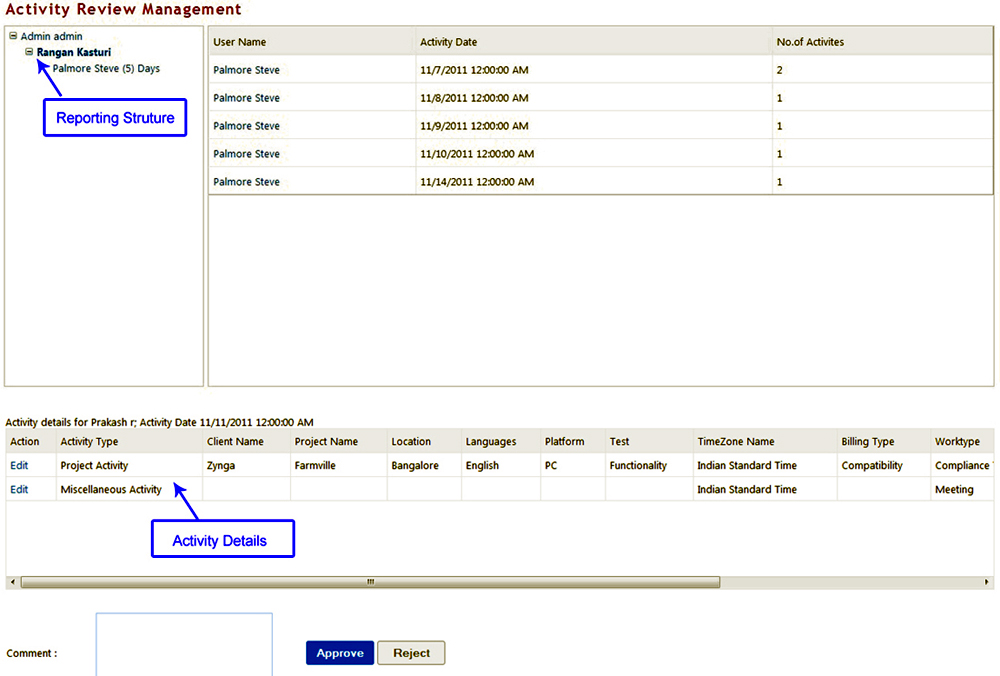 Activity Review Management
Admin admin
Rangan Kasturi
Palmore Steve (5) Days
Reporting Struture
User Name Activity Date No.of Activites
Palmore Steve 11/7/2011 12:00:00 AM 2
Palmore Steve 11/8/2011 12:00:00 AM 1
Palmore Steve 11/9/2011 12:00:00 AM 1
Palmore Steve 11/10/2011 12:00:00 AM 1
Palmore Steve 11/14/2011 12:00:00 AM 1
Activity details for Prakash r; Activity Date 11/11/2011 12:00:00 AM
Action Activity Type Client Name Project Name Location Languages Platform Test TimeZone Name Billing Type Worktype
Edit Project Activity Zynga Farmville Bangalore English PC Functionality Indian Standard Time Compatibility Compliance
Edit Miscellaneous Activity Indian Standard Time Meeting
Activity Details
Comment : Approve Reject